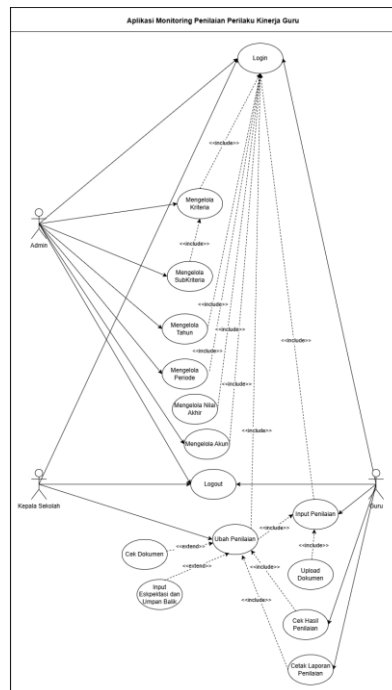 Aplikasi Monitoring Penilaian Perilaku Kinerja Guru
Login
<<include>>
Mengelola
Kriteria
<<include>>
Admin
Mengelola
SubKriteria
Mengelola
Tahun
<<include>>
<<include>>
<<include>>
Mengelola
Periode
<<include>>
<<include>>
Mengelola Nilai
Akhir
<<include>>
Mengelola Akun
<<include>>
Logout
Kepala Sekolah
Guru
Input Penilaian
<<include>>
Ubah Penilaian
Cek Dokumen
<<extend>>
<<include>>
<<extend>>
Upload
Dokumen
<<include>>
Input
Eskpektasi dan
Umpan Balik
Cek Hasil
Penilaian
<<include>>
Cetak Laporan
Penilaian